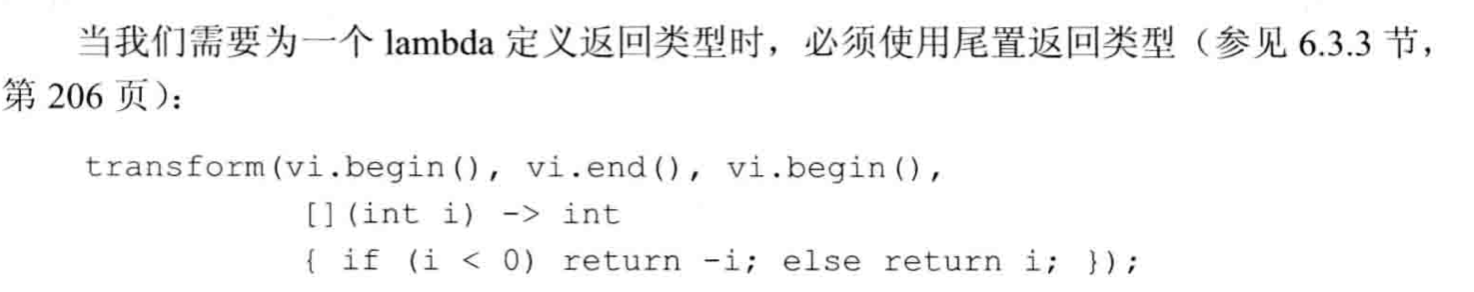 当我们需要为一个 lambda 定义返回类型时，必须使用尾置返回类型（参见 6.3.3 节，
第 206 页）：
transform(vi.begin(), vi.end(), vi.begin(),
[](int i) -> int
{ if (i < 0) return -i; else return i; });